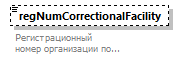 regNumCorrectionalFacility
Регистрационный
номер организации по...